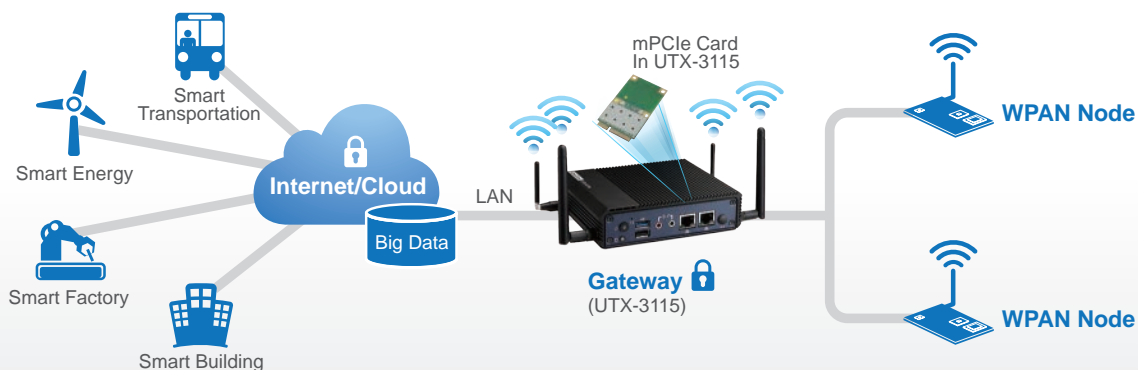 Smart
Transportation
Smart Energy
Smart Factory
Smart Building
Internet/Cloud
Big Data
LAN
mPCIe Card
In UTX-3115
Gateway
(UTX-3115)
WPAN Node
WPAN Node